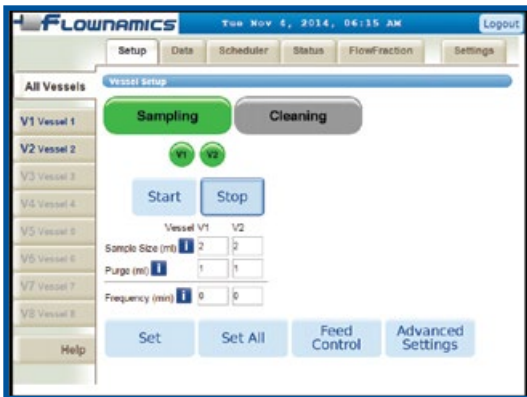 FLOWNAMICS
Tue Nov 4, 2014, 06:15 AM
Logout
Setup Data Scheduler Status FlowFraction Settings
All Vessels
Vessel Setup
V1 Vessel 1
V2 Vessel 2
V3 Vessel 3
V4 Vessel 4
V5 Vessel 5
V6 Vessel 6
V7 Vessel 7
V8 Vessel 8
Help
Sampling Cleaning
V1 V2
Start Stop
Vessel V1 V2
Sample Size (ml) i 2 2
Purge (ml) i 1 1
Frequency (min) i 0 0
Set Set All Feed Control Advanced Settings